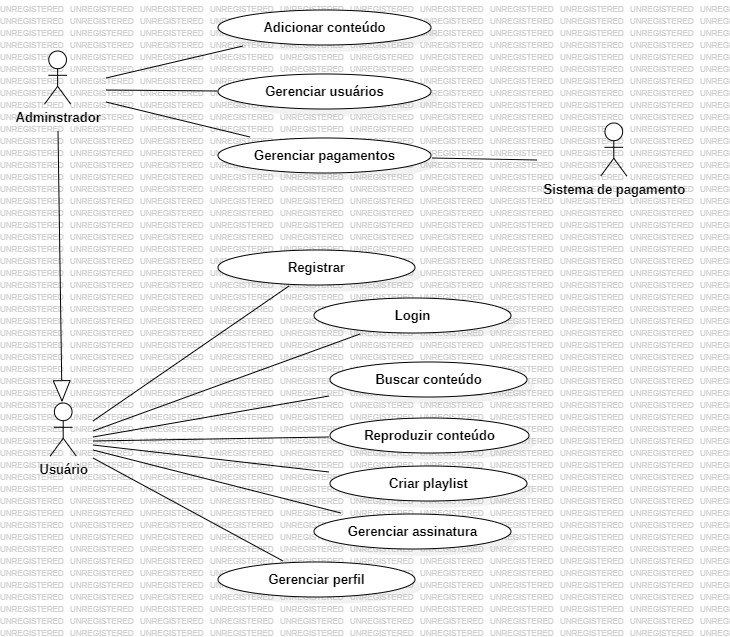 Adicionar conteúdo
Gerenciar usuários
Adminstrador
Gerenciar pagamentos
Sistema de pagamento
Registrar
Login
Buscar conteúdo
Reproduzir conteúdo
Usuário
Criar playlist
Gerenciar assinatura
Gerenciar perfil
UNREGISTERED